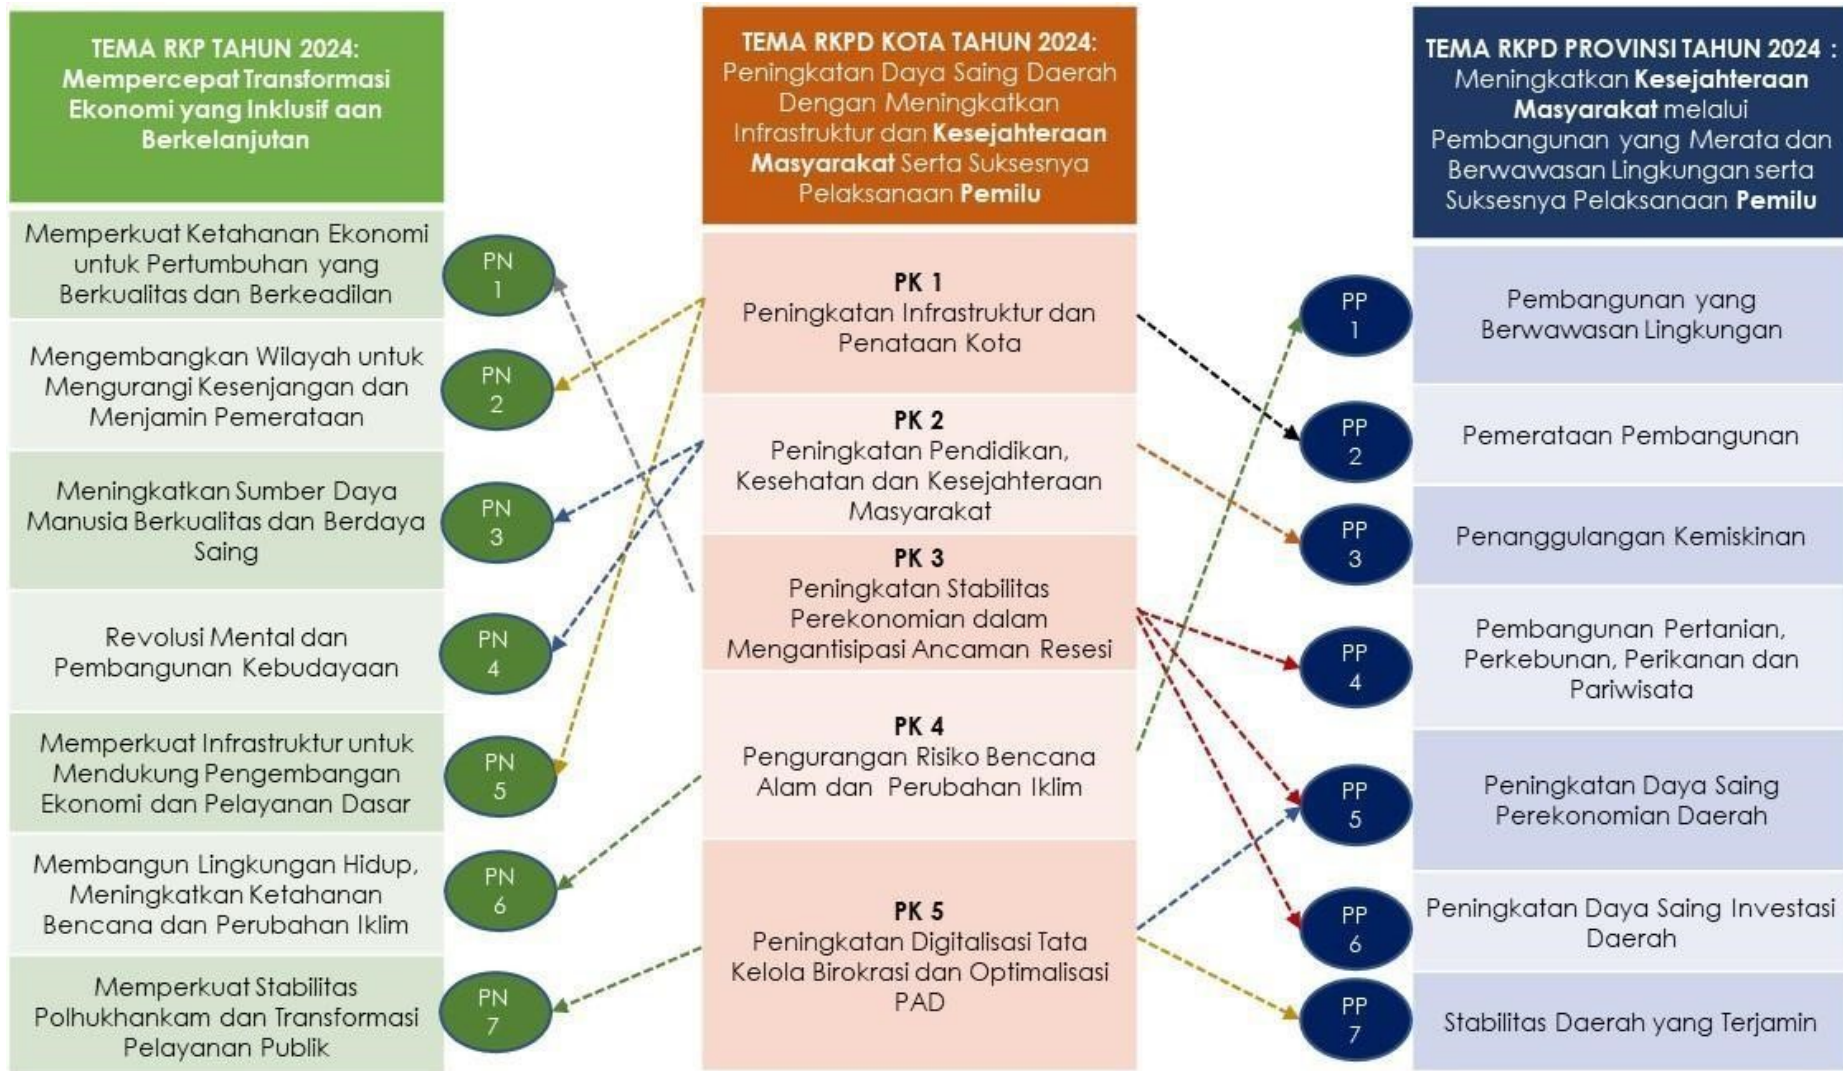 TEMA RKP TAHUN 2024:
Mempercepat Transformasi
Ekonomi yang Inklusif aan
Berkelanjutan
Memperkuat Ketahanan Ekonomi
untuk Pertumbuhan yang
Berkualitas dan Berkeadilan
PN
1
Mengembangkan Wilayah untuk
Mengurangi Kesenjangan dan
Menjamin Pemerataan
PN
2
Meningkatkan Sumber Daya
Manusia Berkualitas dan Berdaya
Saing
PN
3
Revolusi Mental dan
Pembangunan Kebudayaan
PN
4
Memperkuat Infrastruktur untuk
Mendukung Pengembangan
Ekonomi dan Pelayanan Dasar
PN
5
Membangun Lingkungan Hidup,
Meningkatkan Ketahanan
Bencana dan Perubahan Iklim
PN
6
Memperkuat Stabilitas
Polhukhankam dan Transformasi
Pelayanan Publik
PN
7
TEMA RKPD KOTA TAHUN 2024:
Peningkatan Daya Saing Daerah
Dengan Meningkatkan
Infrastruktur dan Kesejahteraan
Masyarakat Serta Suksesnya
Pelaksanaan Pemilu
PK 1
Peningkatan Infrastruktur dan
Penataan Kota
PK 2
Peningkatan Pendidikan,
Kesehatan dan Kesejahteraan
Masyarakat
PK 3
Peningkatan Stabilitas
Perekonomian dalam
Mengantisipasi Ancaman Resesi
PK 4
Pengurangan Risiko Bencana
Alam dan Perubahan Iklim
PK 5
Peningkatan Digitalisasi Tata
Kelola Birokrasi dan Optimalisasi
PAD
TEMA RKPD PROVINSI TAHUN 2024 :
Meningkatkan Kesejahteraan
Masyarakat melalui
Pembangunan yang Merata dan
Berwawasan Lingkungan serta
Suksesnya Pelaksanaan Pemilu
PP
1
Pembangunan yang
Berwawasan Lingkungan
PP
2
Pemerataan Pembangunan
PP
3
Penanggulangan Kemiskinan
PP
4
Pembangunan Pertanian,
Perkebunan, Perikanan dan
Pariwisata
PP
5
Peningkatan Daya Saing
Perekonomian Daerah
PP
6
Peningkatan Daya Saing Investasi
Daerah
PP
7
Stabilitas Daerah yang Terjamin